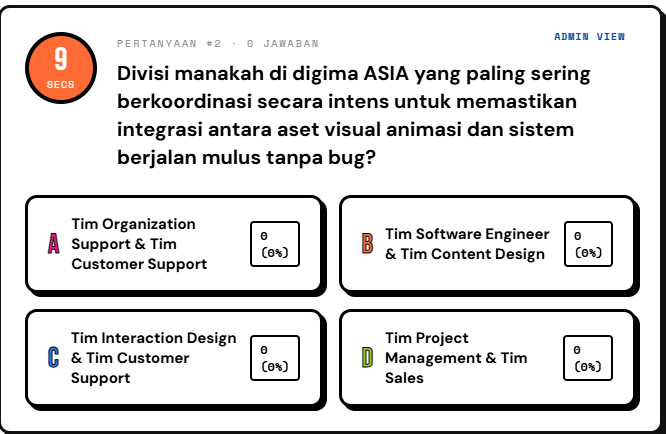 9
SECS
PERTANYAAN #2 · 0 JAWABAN
ADMIN VIEW
Divisi manakah di digima ASIA yang paling sering
berkoordinasi secara intens untuk memastikan
integrasi antara aset visual animasi dan sistem
berjalan mulus tanpa bug?
A
Tim Organization
Support & Tim
Customer Support
0
(0%)
B
Tim Software Engineer
& Tim Content Design
0
(0%)
C
Tim Interaction Design
& Tim Customer
Support
0
(0%)
D
Tim Project
Management & Tim
Sales
0
(0%)